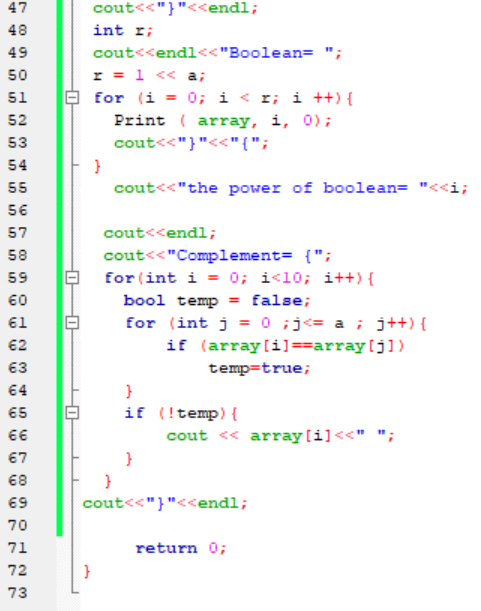 47 cout<<"}"<<endl;
48 int r;
49 cout<<endl<<"Boolean= ";
50 r = 1 << a;
51 for (i = 0; i < r; i ++){
52 Print ( array, i, 0);
53 cout<<"}"<<"{";
54 }
55 cout<<"the power of boolean= "<<i;
56
57 cout<<endl;
58 cout<<"Complement= {";
59 for(int i = 0; i<10; i++){
60 bool temp = false;
61 for (int j = 0 ;j<= a ; j++){
62 if (array[i]==array[j])
63 temp=true;
64 }
65 if (!temp){
66 cout << array[i]<<" ";
67 }
68 }
69 cout<<"}"<<endl;
70
71 return 0;
72 }
73